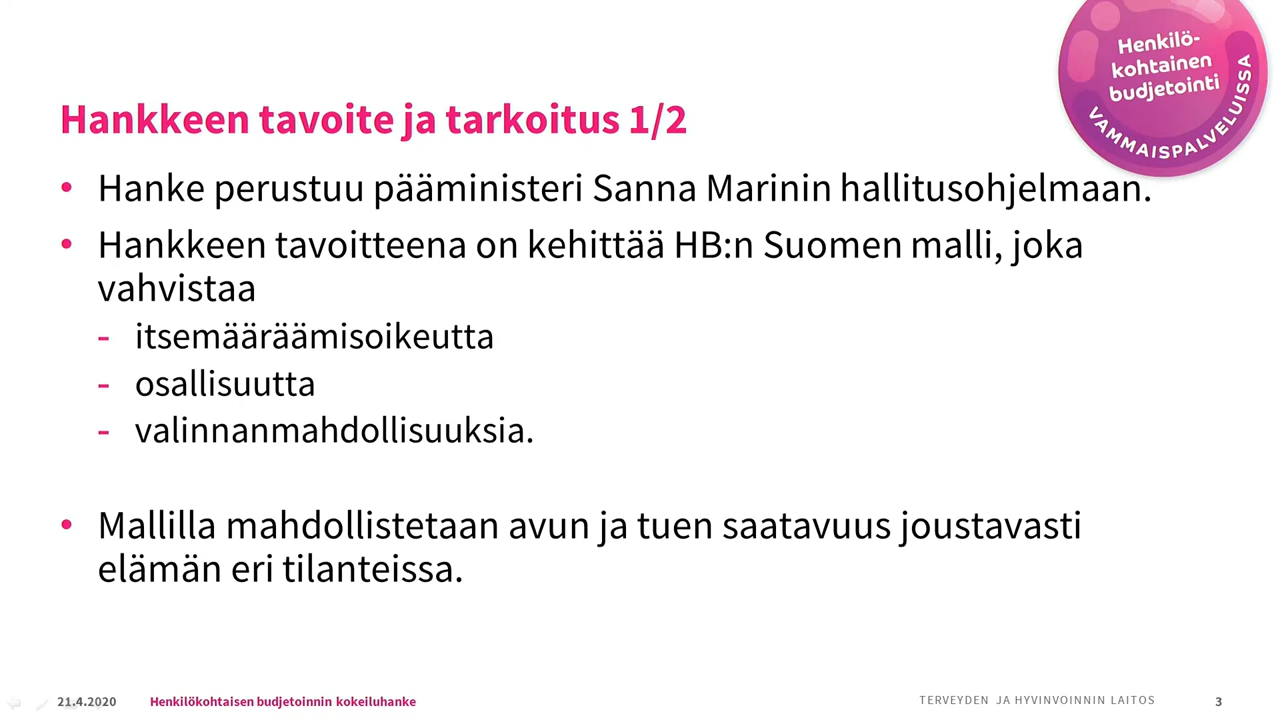 Henkilö-
kohtainen
budjetointi
VAMMAISPALVELUISSA
Hankkeen tavoite ja tarkoitus 1/2
• Hanke perustuu pääministeri Sanna Marinin hallitusohjelmaan.
• Hankkeen tavoitteena on kehittää HB:n Suomen malli, joka
vahvistaa
- itsemääräämisoikeutta
- osallisuutta
- valinnanmahdollisuuksia.
• Mallilla mahdollistetaan avun ja tuen saatavuus joustavasti
elämän eri tilanteissa.
21.4.2020 Henkilökohtaisen budjetoinnin kokeiluhanke TERVEYDEN JA HYVINVOINNIN LAITOS 3